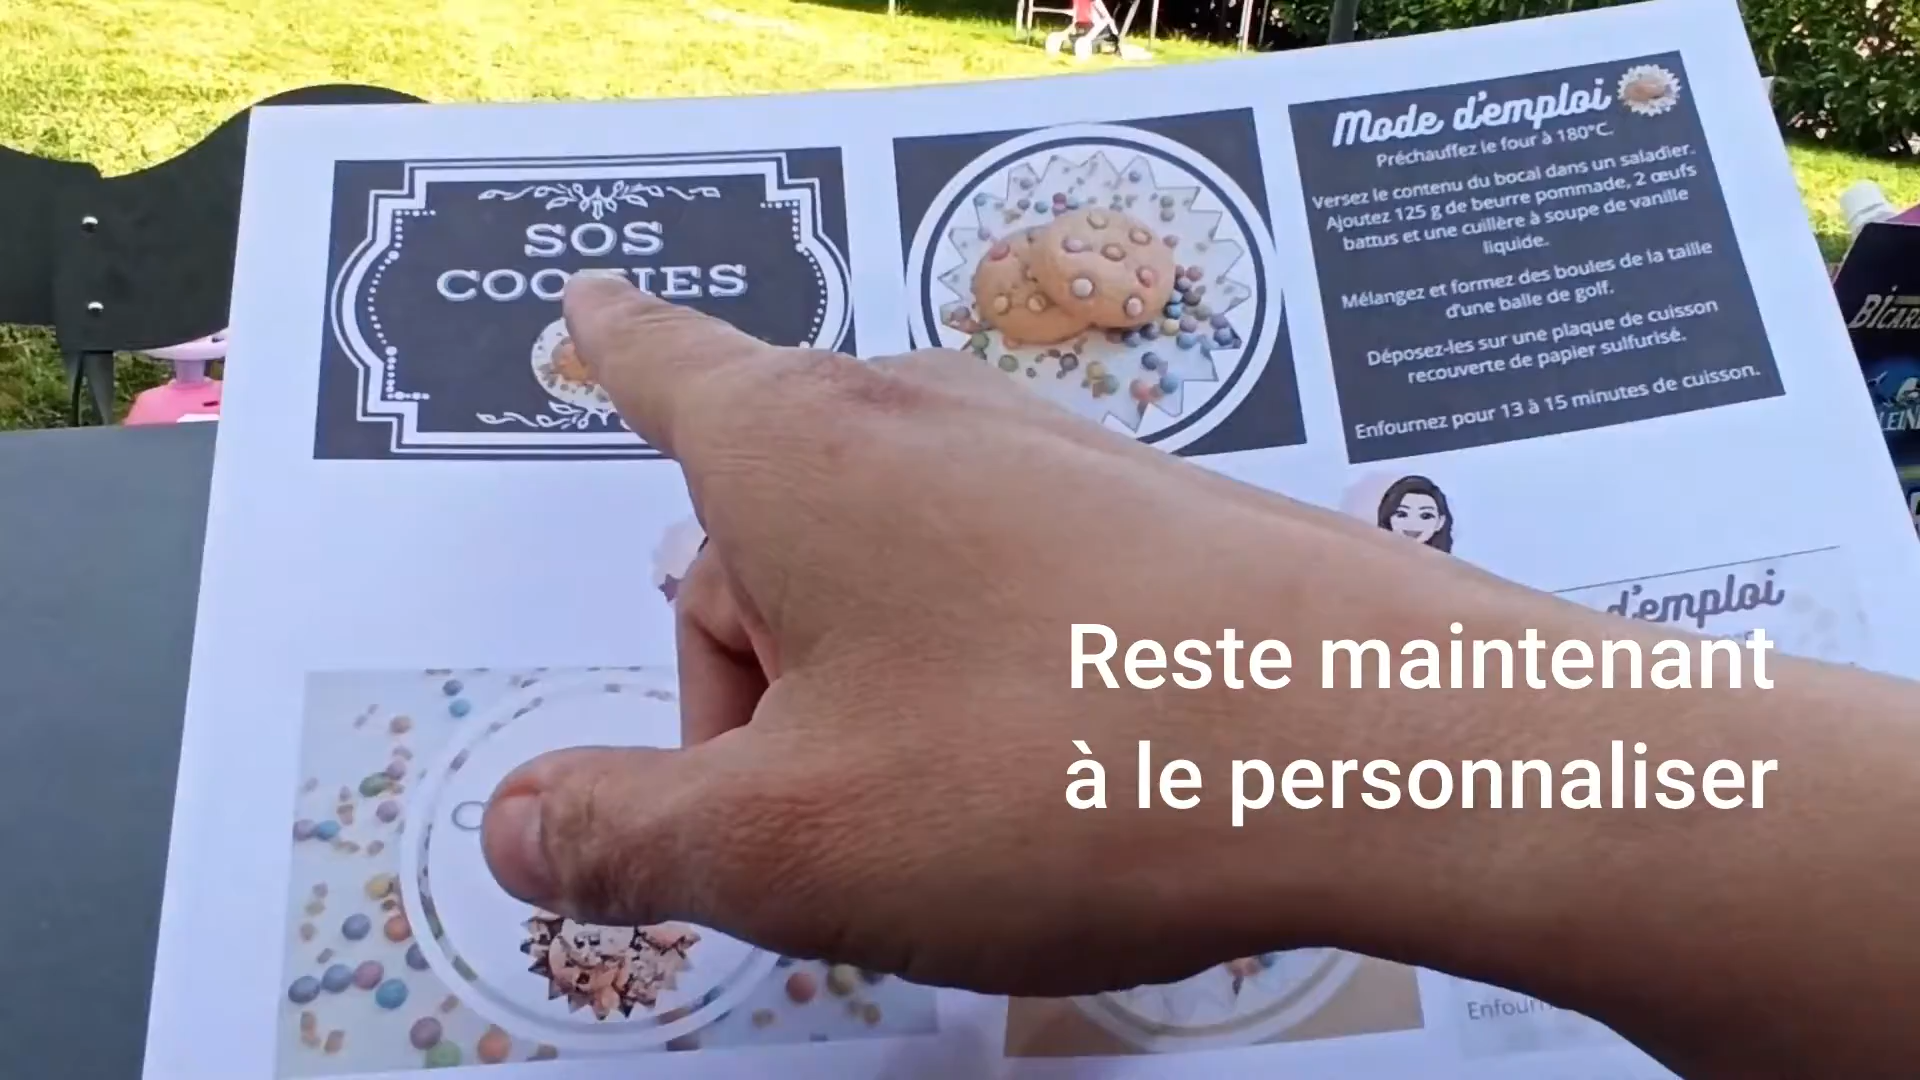 SOS
COOKIES
Mode d'emploi
Préchauffez le four à 180°C.
Versez le contenu du bocal dans un saladier.
Ajoutez 125 g de beurre pommade, 2 œufs
battus et une cuillère à soupe de vanille
liquide.
Mélangez et formez des boules de la taille
d'une balle de golf.
Déposez-les sur une plaque de cuisson
recouverte de papier sulfurisé.
Enfournez pour 13 à 15 minutes de cuisson.
d'emploi
Reste maintenant
à le personnaliser